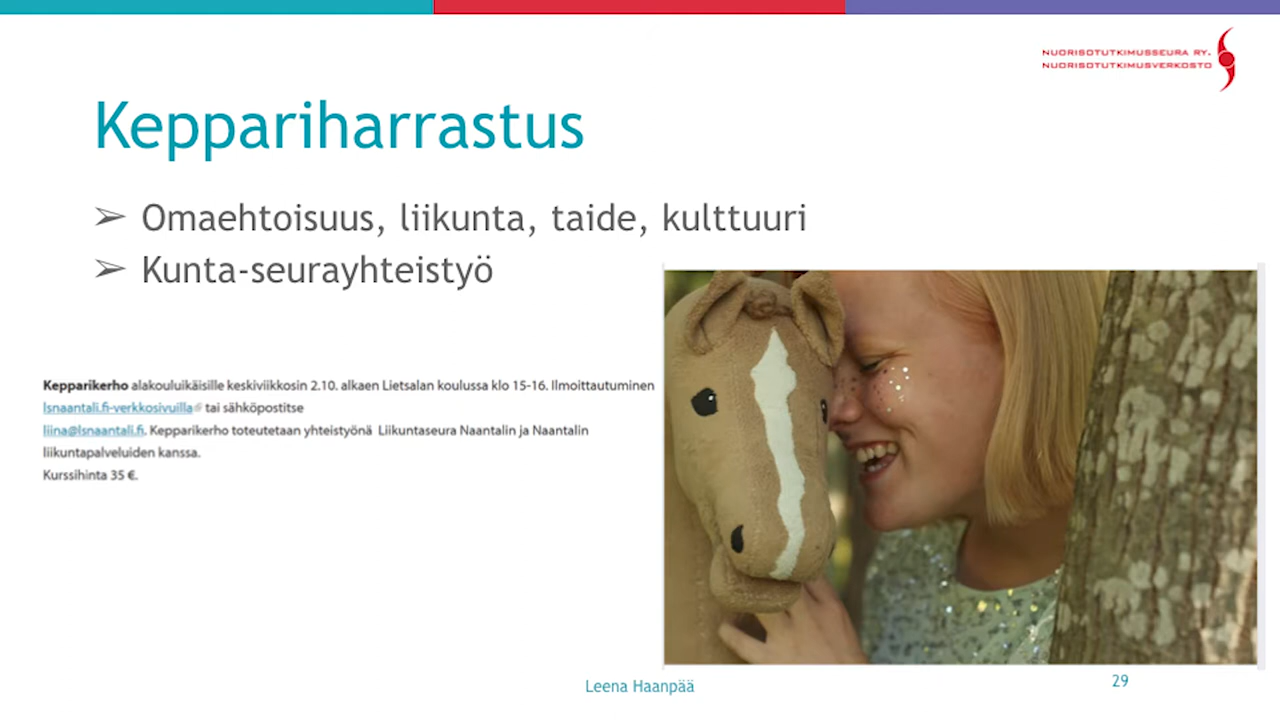 NUORISOTUTKIMUSSEURA RY.
NUORISOTUTKIMUSVERKOSTO
Keppariharrastus
➢ Omaehtoisuus, liikunta, taide, kulttuuri
➢ Kunta-seurayhteistyö
Kepparikerho alakouluikäisille keskiviikkosin 2.10. alkaen Lietsalan koulussa klo 15-16. Ilmoittautuminen
lsnaantali.fi-verkkosivuilla tai sähköpostitse
liina@lsnaantali.fi. Kepparikerho toteutetaan yhteistyönä Liikuntaseura Naantalin ja Naantalin
liikuntapalveluiden kanssa.
Kurssihinta 35 €.
Leena Haanpää
29